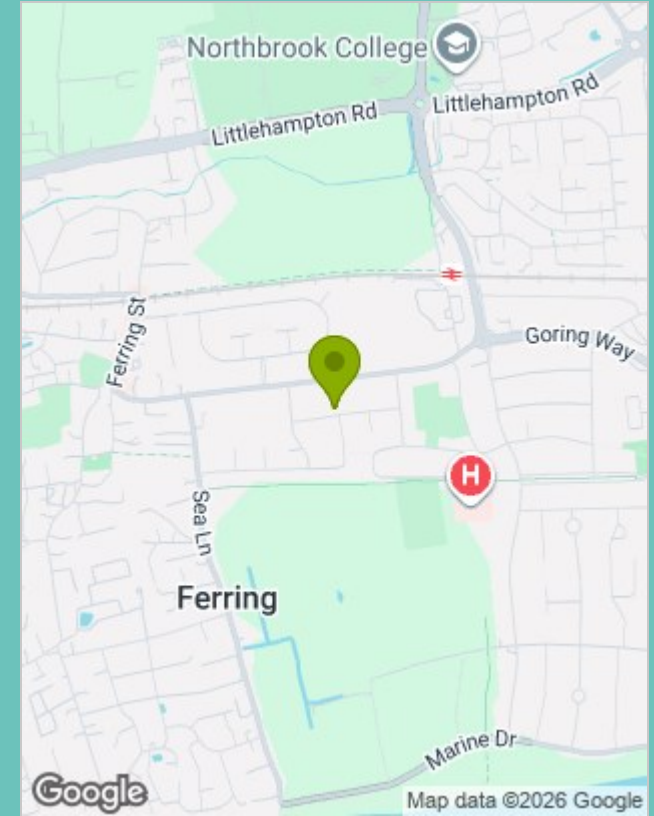 Northbrook College
Littlehampton Rd
Littlehampton Rd
Ferring St
Goring Way
H
Sea Ln
Ferring
Marine Dr
Google
Map data ©2026 Google